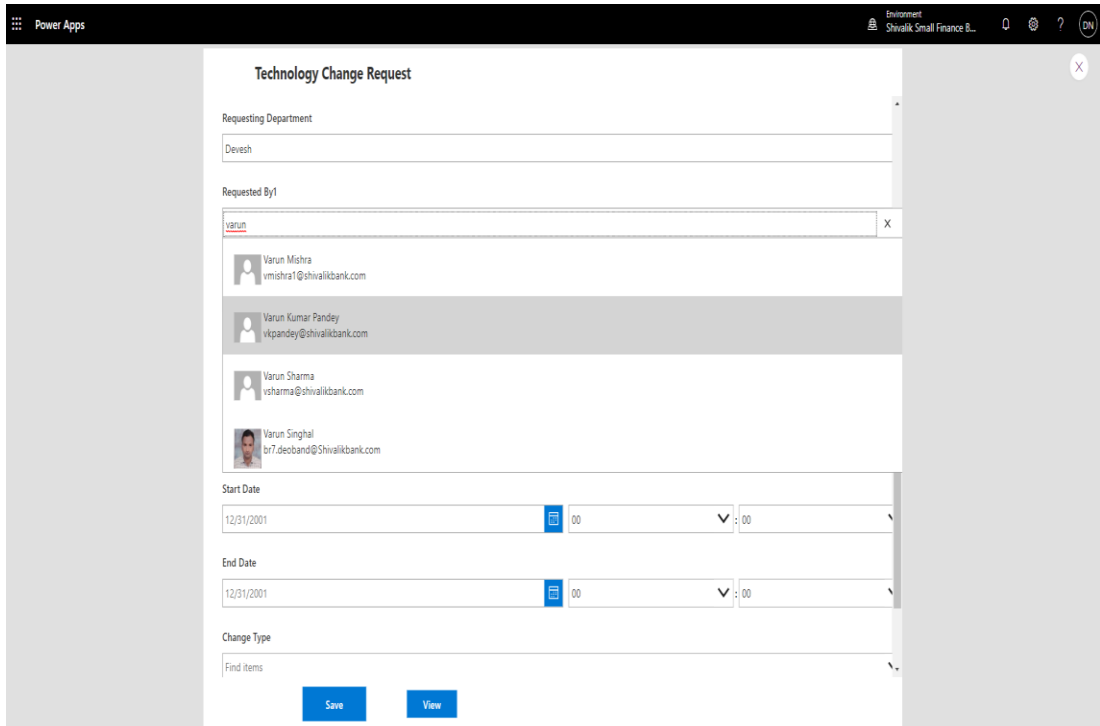 Power Apps
Environment
Shivalik Small Finance B...
?
DN
Technology Change Request
X
Requesting Department
Devesh
Requested By1
varun
X
Varun Mishra
vmishra1@shivalikbank.com
Varun Kumar Pandey
vkpandey@shivalikbank.com
Varun Sharma
vsharma@shivalikbank.com
Varun Singhal
br7.deoband@Shivalikbank.com
Start Date
12/31/2001 00 : 00
End Date
12/31/2001 00 : 00
Change Type
Find items
Save View